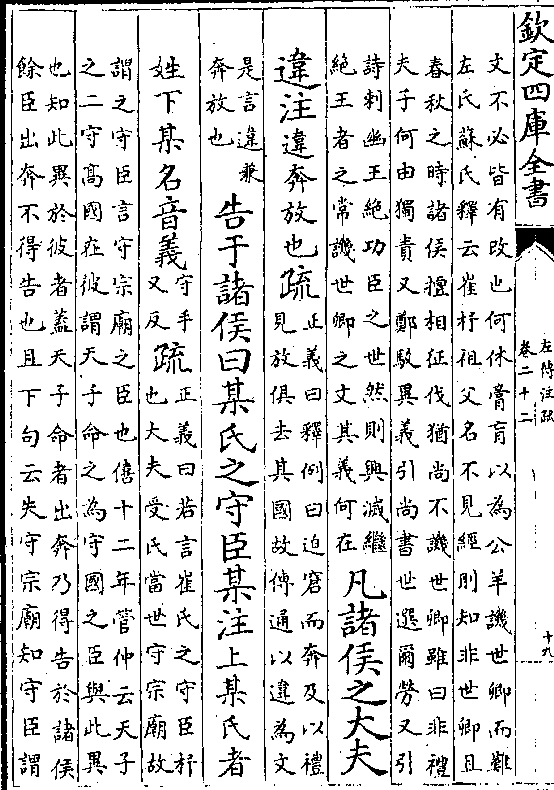 欽定四庫全書
左傳注疏
卷二十二
十九
文不必皆有改也何休膏肓以為公羊譏世卿而難
左氏蘇氏釋云崔杼祖父名不見經則知非世卿且
春秋之時諸侯擅相征伐猶尚不譏世卿雖曰非禮
夫子何由獨責又鄭駁異義引尚書世選爾勞又引
詩刺幽王絶功臣之世然則興滅繼
絶王者之常譏世卿之文其義何在
凡諸侯之大夫
違注違奔放也疏
正義曰釋例曰迫窘而奔及以禮
見放俱去其國故傳通以違為文
是言違兼
奔放也
告于諸侯曰某氏之守臣某注上某氏者
姓下某名音義
守手
又反
疏
正義曰若言崔氏之守臣杼
也大夫受氏當世守宗廟故
謂之守臣言守宗廟之臣也僖十二年管仲云天子
之二守髙國在彼謂天子命之為守國之臣與此異
也知此異於彼者蓋天子命者出奔乃得告於諸侯
餘臣出奔不得告也且下句云失守宗廟知守臣謂